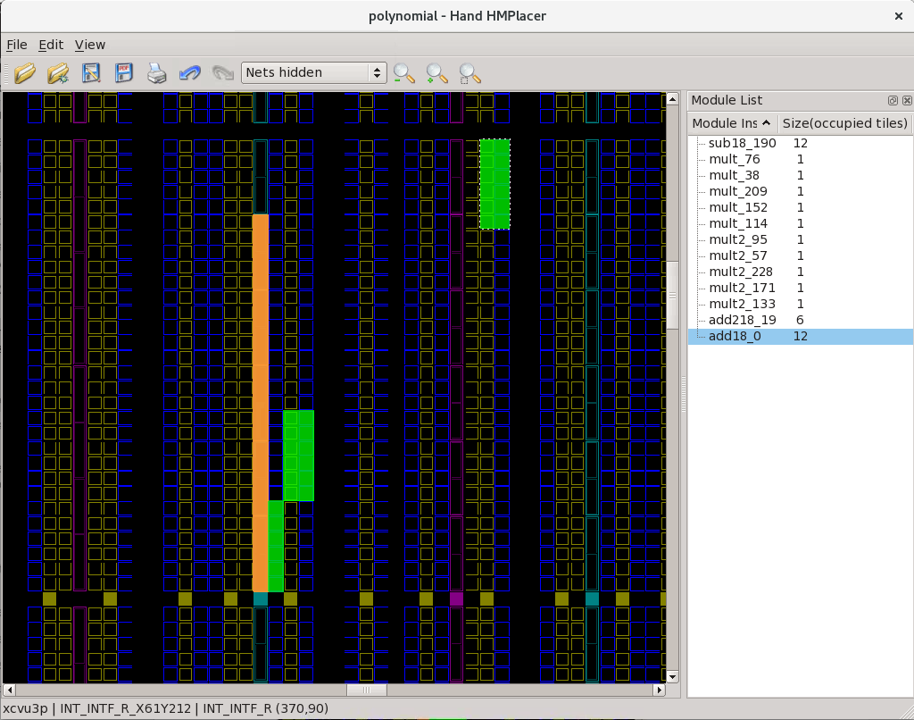 polynomial - Hand HMPlacer
File Edit View
Nets hidden
Module List
Module Ins Size(occupied tiles)
sub18_190 12
mult_76 1
mult_38 1
mult_209 1
mult_152 1
mult_114 1
mult2_95 1
mult2_57 1
mult2_228 1
mult2_171 1
mult2_133 1
add218_19 6
add18_0 12
xcvu3p | INT_INTF_R_X61Y212 | INT_INTF_R (370,90)